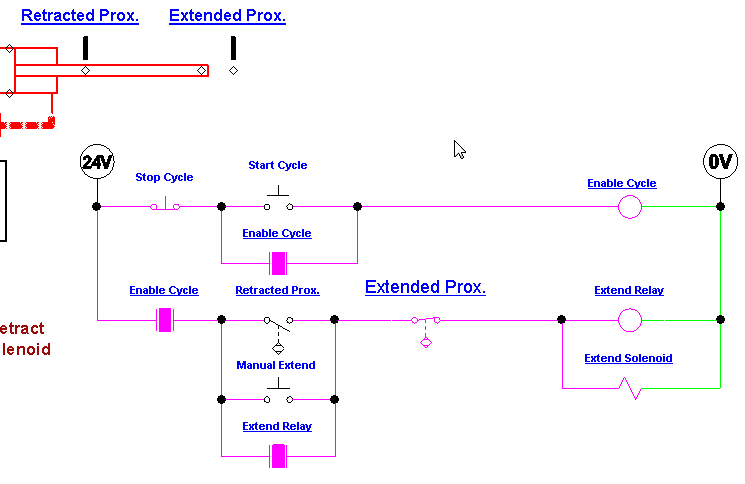 Retracted Prox. Extended Prox.
24V
0V
Stop Cycle
Start Cycle
Enable Cycle
Enable Cycle
Enable Cycle
Retracted Prox.
Extended Prox.
Extend Relay
etract
lenoid
Manual Extend
Extend Solenoid
Extend Relay